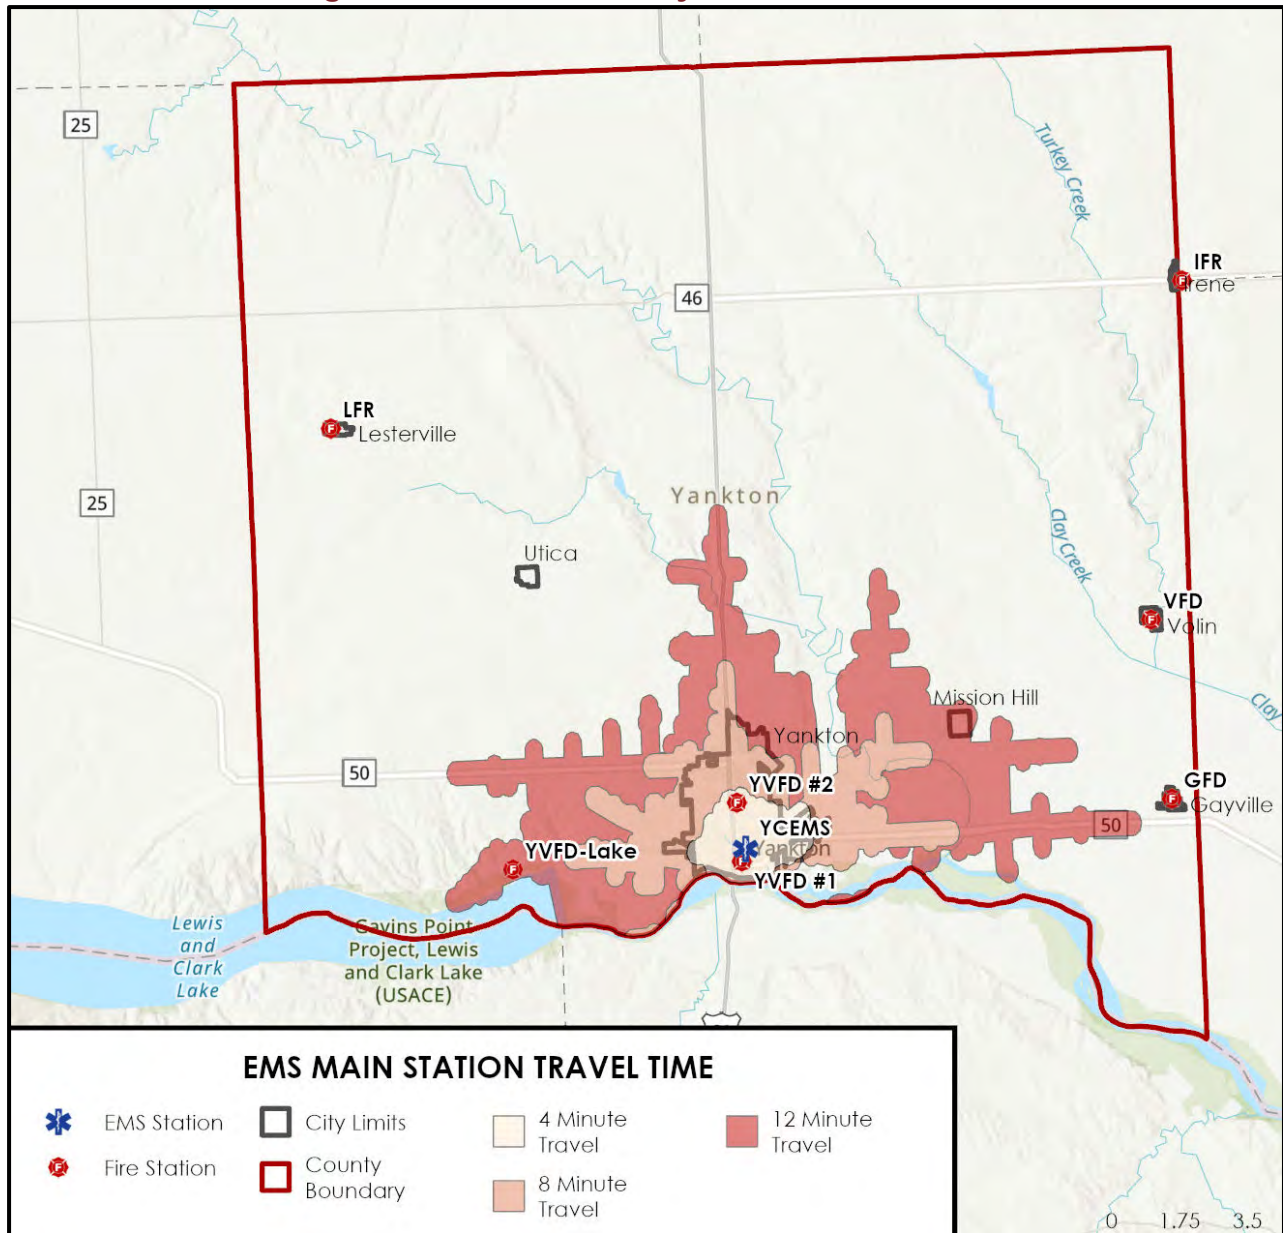 25
Turkey Creek
IFR
Irene
46
LFR
Lesterville
Yankton
25
Clay Creek
Utica
VFD
Volin
Mission Hill
Clay
Yankton
50
YVFD #2
GFD
Gayville
50
YCEMS
Yankton
YVFD-Lake
YVFD #1
Lewis
and
Clark
Lake
Gavins Point
Project, Lewis
and Clark Lake
(USACE)
EMS MAIN STATION TRAVEL TIME
EMS Station
City Limits
4 Minute
Travel
12 Minute
Travel
Fire Station
County
Boundary
8 Minute
Travel
0 1.75 3.5